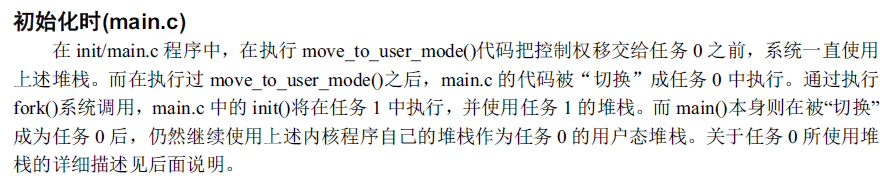 初始化时(main.c)
在 init/main.c 程序中，在执行 move_to_user_mode()代码把控制权移交给任务 0 之前，系统一直使用
上述堆栈。而在执行过 move_to_user_mode()之后，main.c 的代码被“切换”成任务 0 中执行。通过执行
fork()系统调用，main.c 中的 init()将在任务 1 中执行，并使用任务 1 的堆栈。而 main()本身则在被“切换”
成为任务 0 后，仍然继续使用上述内核程序自己的堆栈作为任务 0 的用户态堆栈。关于任务 0 所使用堆
栈的详细描述见后面说明。